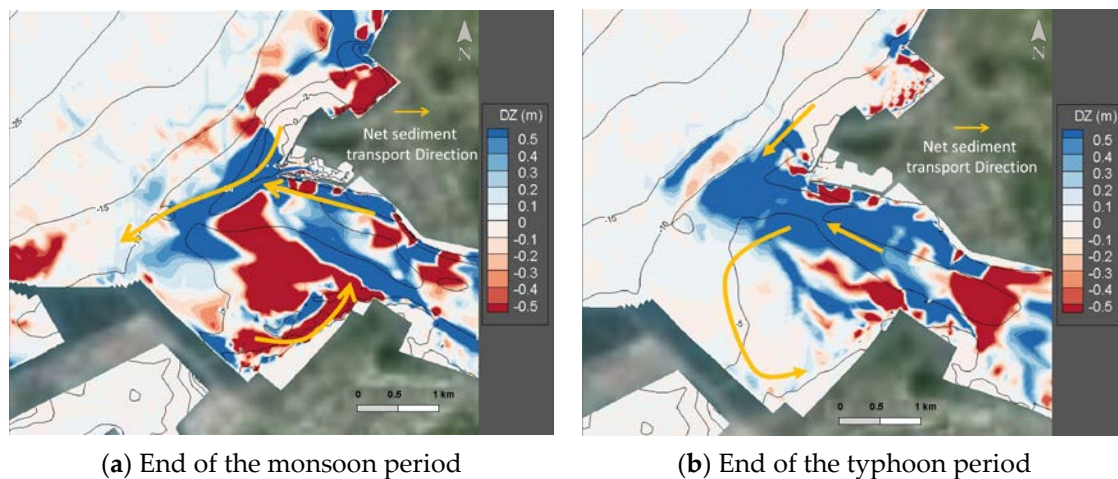 N
Net sediment
transport Direction
DZ (m)
0.5
0.4
0.3
0.2
0.1
0
-0.1
-0.2
-0.3
-0.4
-0.5
-2
0
-15
-5
0 0.5 1 km
(a) End of the monsoon period
N
Net sediment
transport Direction
DZ (m)
0.5
0.4
0.3
0.2
0.1
0
-0.1
-0.2
-0.3
-0.4
-0.5
-15
-10
-5
0 0.5 1 km
(b) End of the typhoon period